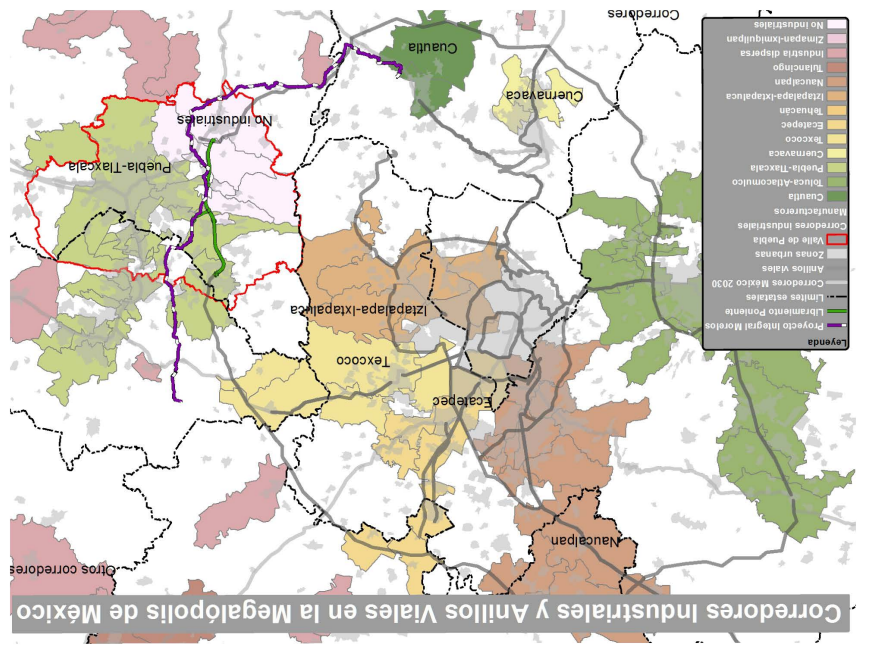 Corredores Industriales y Anillos Viales en la Megalópolis de México
Otros corredores
Naucalpan
Ecatepec
Texcoco
Iztapalapa-Ixtapaluca
Puebla-Tlaxcala
No industriales
Cuernavaca
Cuautla
Corredores
Leyenda
Proyecto Integral Morelos
Libramiento Poniente
Límites estatales
Corredores México 2030
Anillos viales
Zonas urbanas
Valle de Puebla
Corredores Industriales
Manufactureros
Cuautla
Toluca-Atlacomulco
Puebla-Tlaxcala
Cuernavaca
Texcoco
Ecatepec
Tehuacán
Iztapalapa-Ixtapaluca
Naucalpan
Tulancingo
Industria dispersa
Zinapan-Ixmiquilpan
No industriales